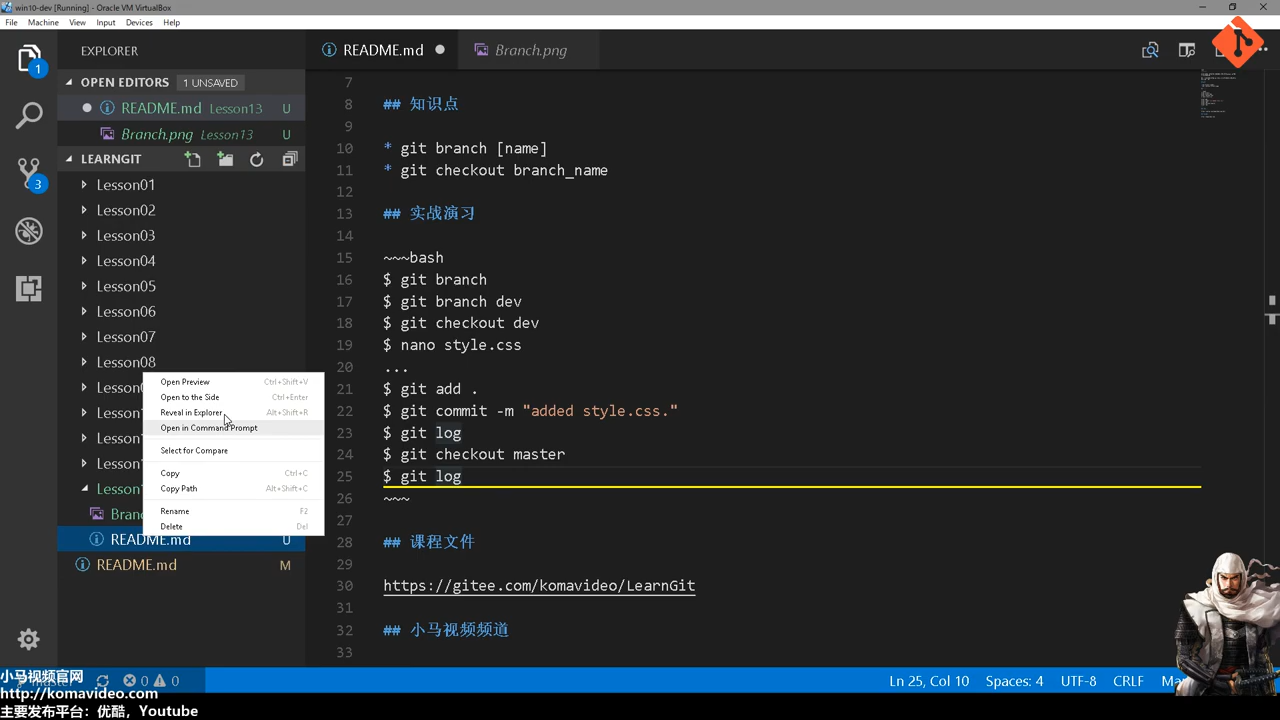 win10-dev [Running] - Oracle VM VirtualBox
File Machine View Input Devices Help
EXPLORER
README.md
Branch.png
OPEN EDITORS 1 UNSAVED
README.md Lesson13 U
Branch.png Lesson13 U
LEARNGIT
Lesson01
Lesson02
Lesson03
Lesson04
Lesson05
Lesson06
Lesson07
Lesson08
README.md U
README.md M
Open Preview Ctrl+Shift+V
Open to the Side Ctrl+Enter
Reveal in Explorer Alt+Shift+R
Open in Command Prompt
Select for Compare
Copy Ctrl+C
Copy Path Alt+Shift+C
Rename F2
Delete Del
1
3
7
8 ## 知识点
9
10 * git branch [name]
11 * git checkout branch_name
12
13 ## 实战演习
14
15 ~~~bash
16 $ git branch
17 $ git branch dev
18 $ git checkout dev
19 $ nano style.css
20 ...
21 $ git add .
22 $ git commit -m "added style.css."
23 $ git log
24 $ git checkout master
25 $ git log
26 ~~~
27
28 ## 课程文件
29
30 https://gitee.com/komavideo/LearnGit
31
32 ## 小马视频频道
33
0 0
Ln 25, Col 10 Spaces: 4 UTF-8 CRLF
小马视频官网
http://komavideo.com
主要发布平台：优酷，Youtube